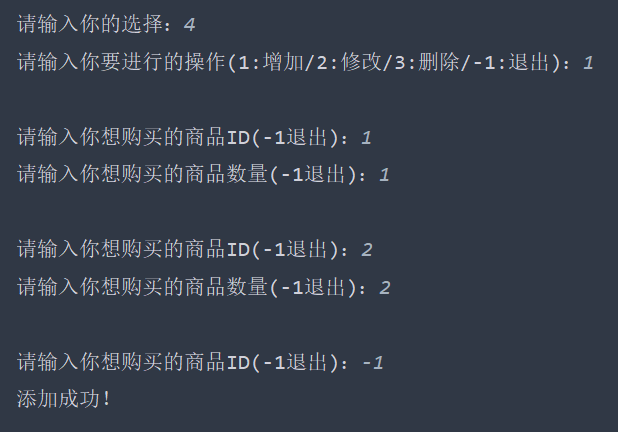 请输入你的选择：4
请输入你要进行的操作(1:增加/2:修改/3:删除/-1:退出)：1
请输入你想购买的商品ID(-1退出)：1
请输入你想购买的商品数量(-1退出)：1
请输入你想购买的商品ID(-1退出)：2
请输入你想购买的商品数量(-1退出)：2
请输入你想购买的商品ID(-1退出)：-1
添加成功!